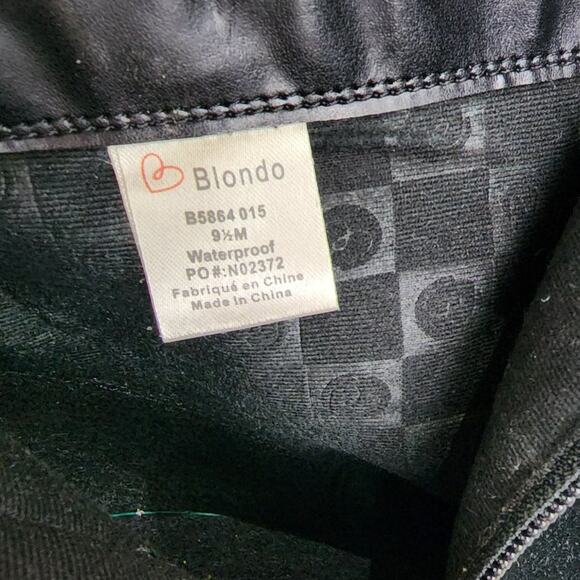 Blondo
B5864 015
9½M
Waterproof
PO#:N02372
Fabriqué en Chine
Made in China